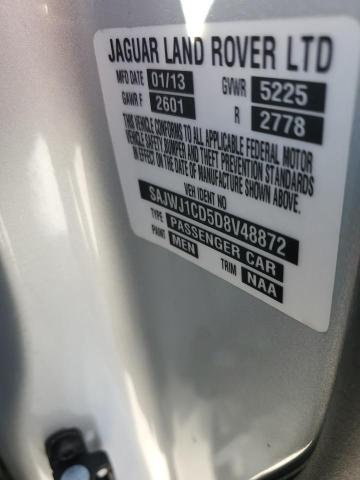 JAGUAR LAND ROVER LTD
MFD DATE 01/13 GVWR 5225
GAWR F 2601 R 2778
THIS VEHICLE CONFORMS TO ALL APPLICABLE FEDERAL MOTOR
VEHICLE SAFETY, BUMPER, AND THEFT PREVENTION STANDARDS
IN EFFECT ON THE DATE OF MANUFACTURE SHOWN ABOVE.
VEH IDENT NO
SAJWJ1CD5D8V48872
TYPE PASSENGER CAR
PAINT MEN TRIM NAA